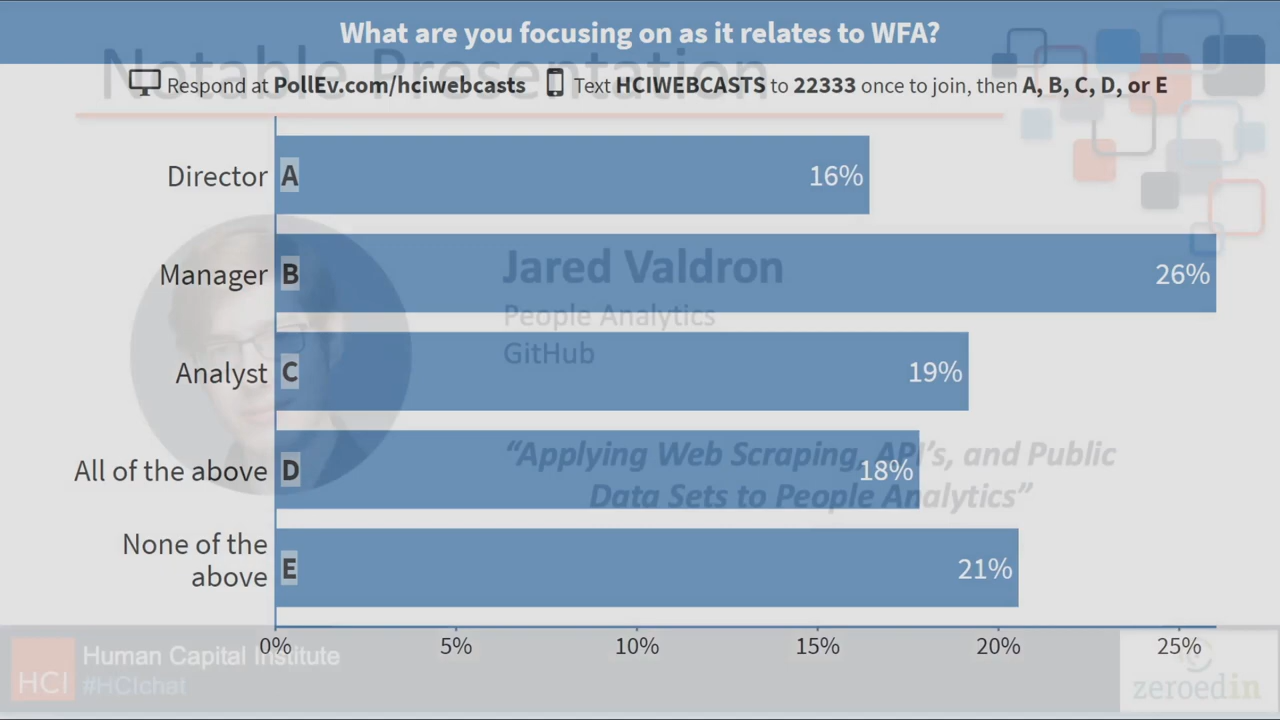 What are you focusing on as it relates to WFA?
Notable Presentation
Respond at PollEv.com/hciwebcasts Text HCIWEBCASTS to 22333 once to join, then A, B, C, D, or E
Director A 16%
Manager B 26%
Jared Valdron
People Analytics
GitHub
Analyst C 19%
All of the above D 18%
“Applying Web Scraping, API’s, and Public
Data Sets to People Analytics”
None of the
above E 21%
0% 5% 10% 15% 20% 25%
HCI Human Capital Institute
#HCIchat
zeroedin